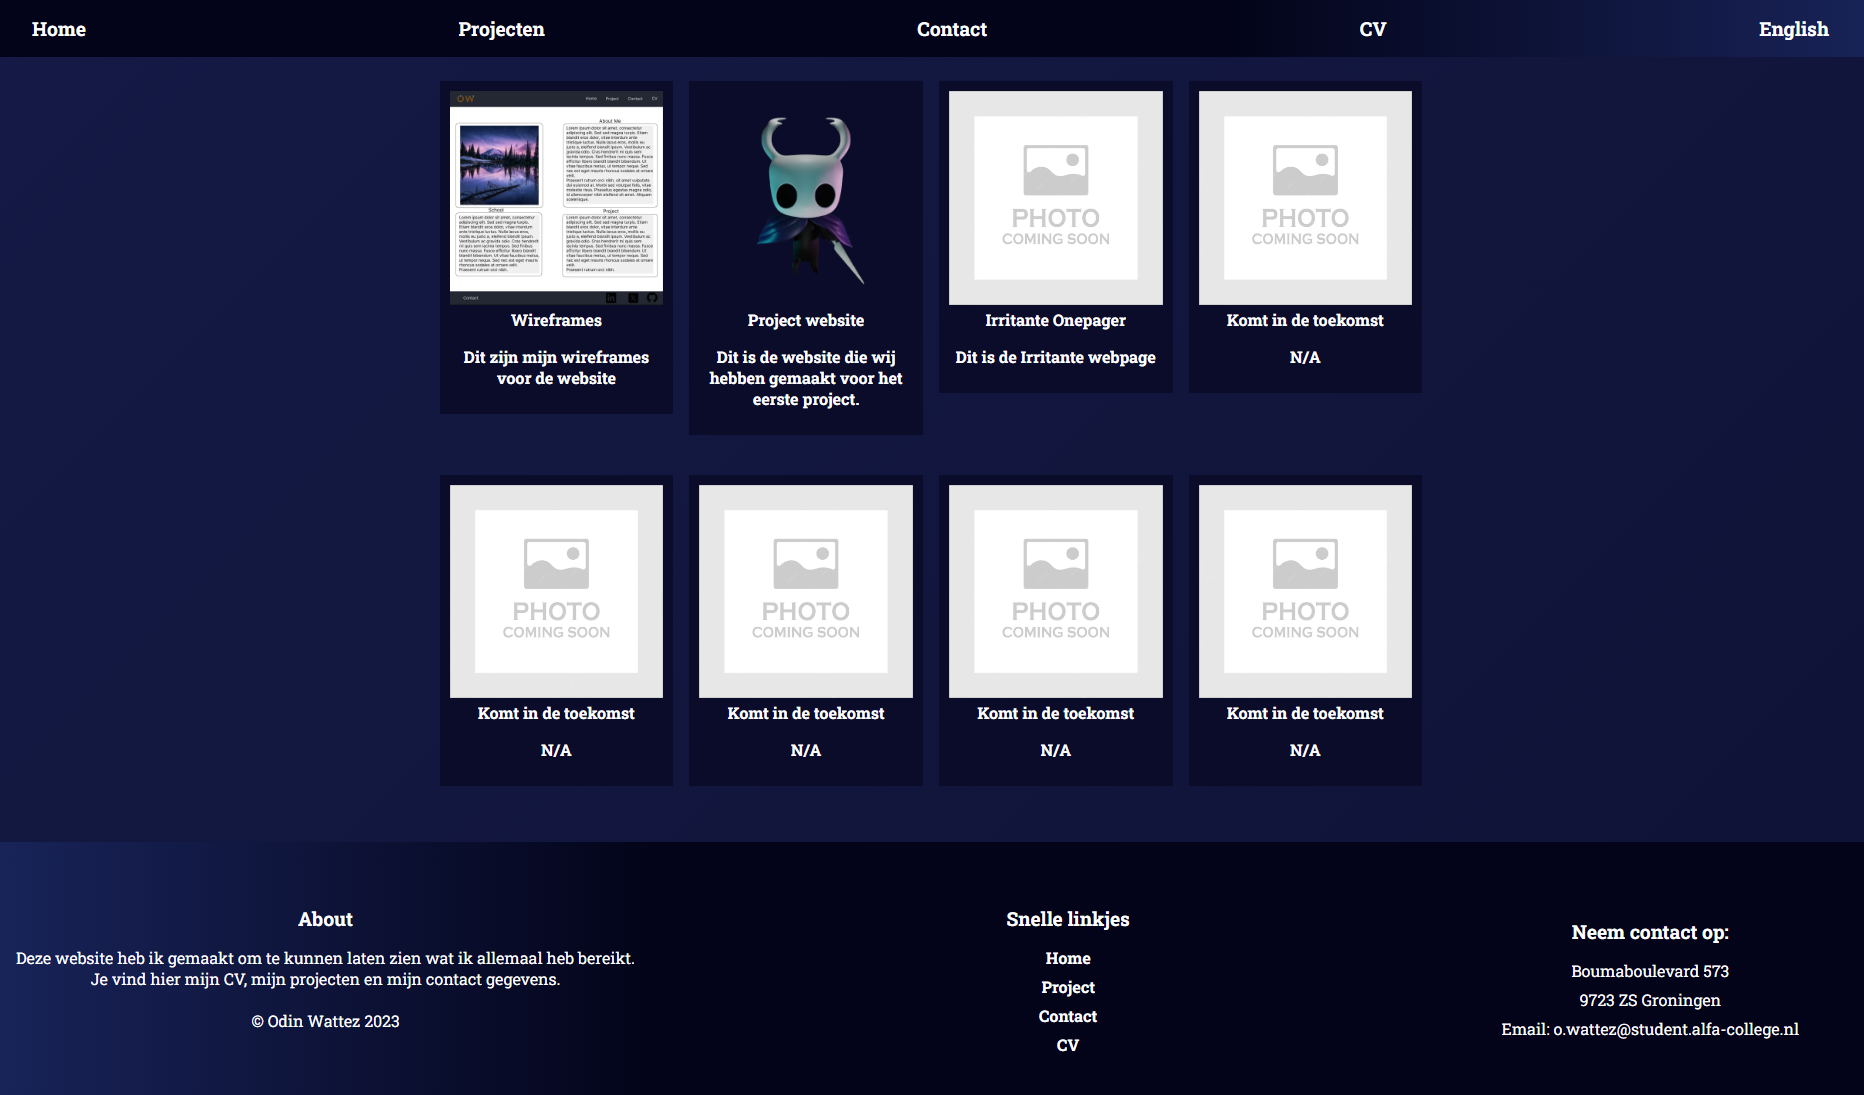 Home
Projecten
Contact
CV
English
OW
Home
Project
Contact
CV
About Me
School
Project
Contact
PHOTO
COMING SOON
PHOTO
COMING SOON
Wireframes
Project website
Irritante Onepager
Komt in de toekomst
Dit zijn mijn wireframes
voor de website
Dit is de website die wij
hebben gemaakt voor het
eerste project.
Dit is de Irritante webpage
N/A
PHOTO
COMING SOON
PHOTO
COMING SOON
PHOTO
COMING SOON
PHOTO
COMING SOON
Komt in de toekomst
Komt in de toekomst
Komt in de toekomst
Komt in de toekomst
N/A
N/A
N/A
N/A
About
Deze website heb ik gemaakt om te kunnen laten zien wat ik allemaal heb bereikt.
Je vind hier mijn CV, mijn projecten en mijn contact gegevens.
© Odin Wattez 2023
Snelle linkjes
Home
Project
Contact
CV
Neem contact op:
Boumaboulevard 573
9723 ZS Groningen
Email: o.wattez@student.alfa-college.nl